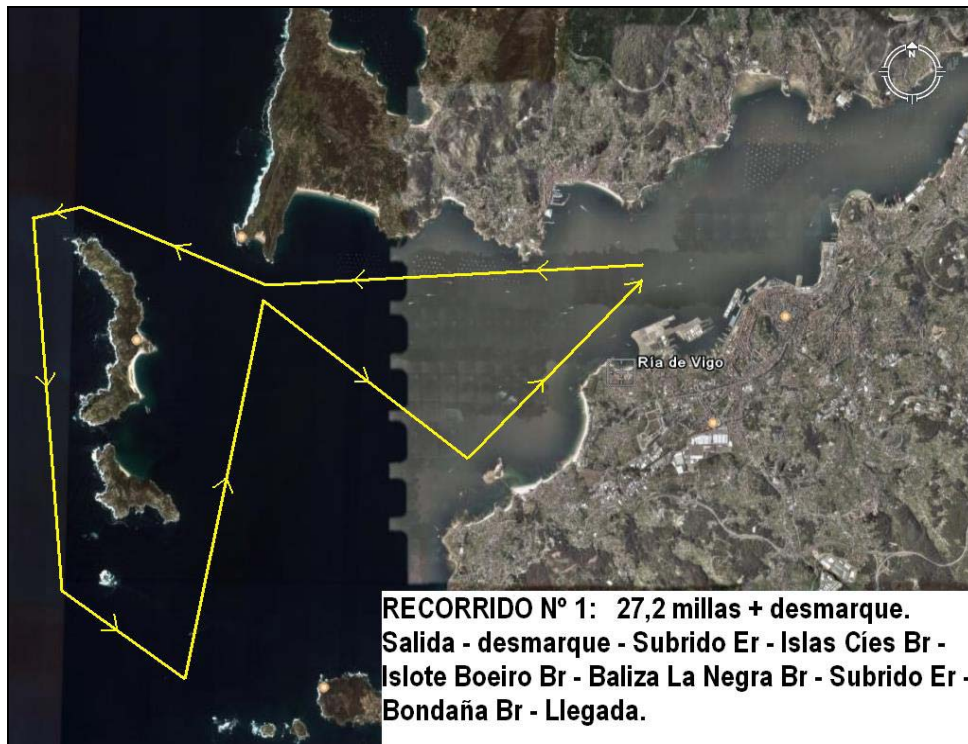 N
Ría de Vigo
RECORRIDO Nº 1: 27,2 millas + desmarque.
Salida - desmarque - Subrido Er - Islas Cíes Br -
Islote Boeiro Br - Baliza La Negra Br - Subrido Er -
Bondaña Br - Llegada.